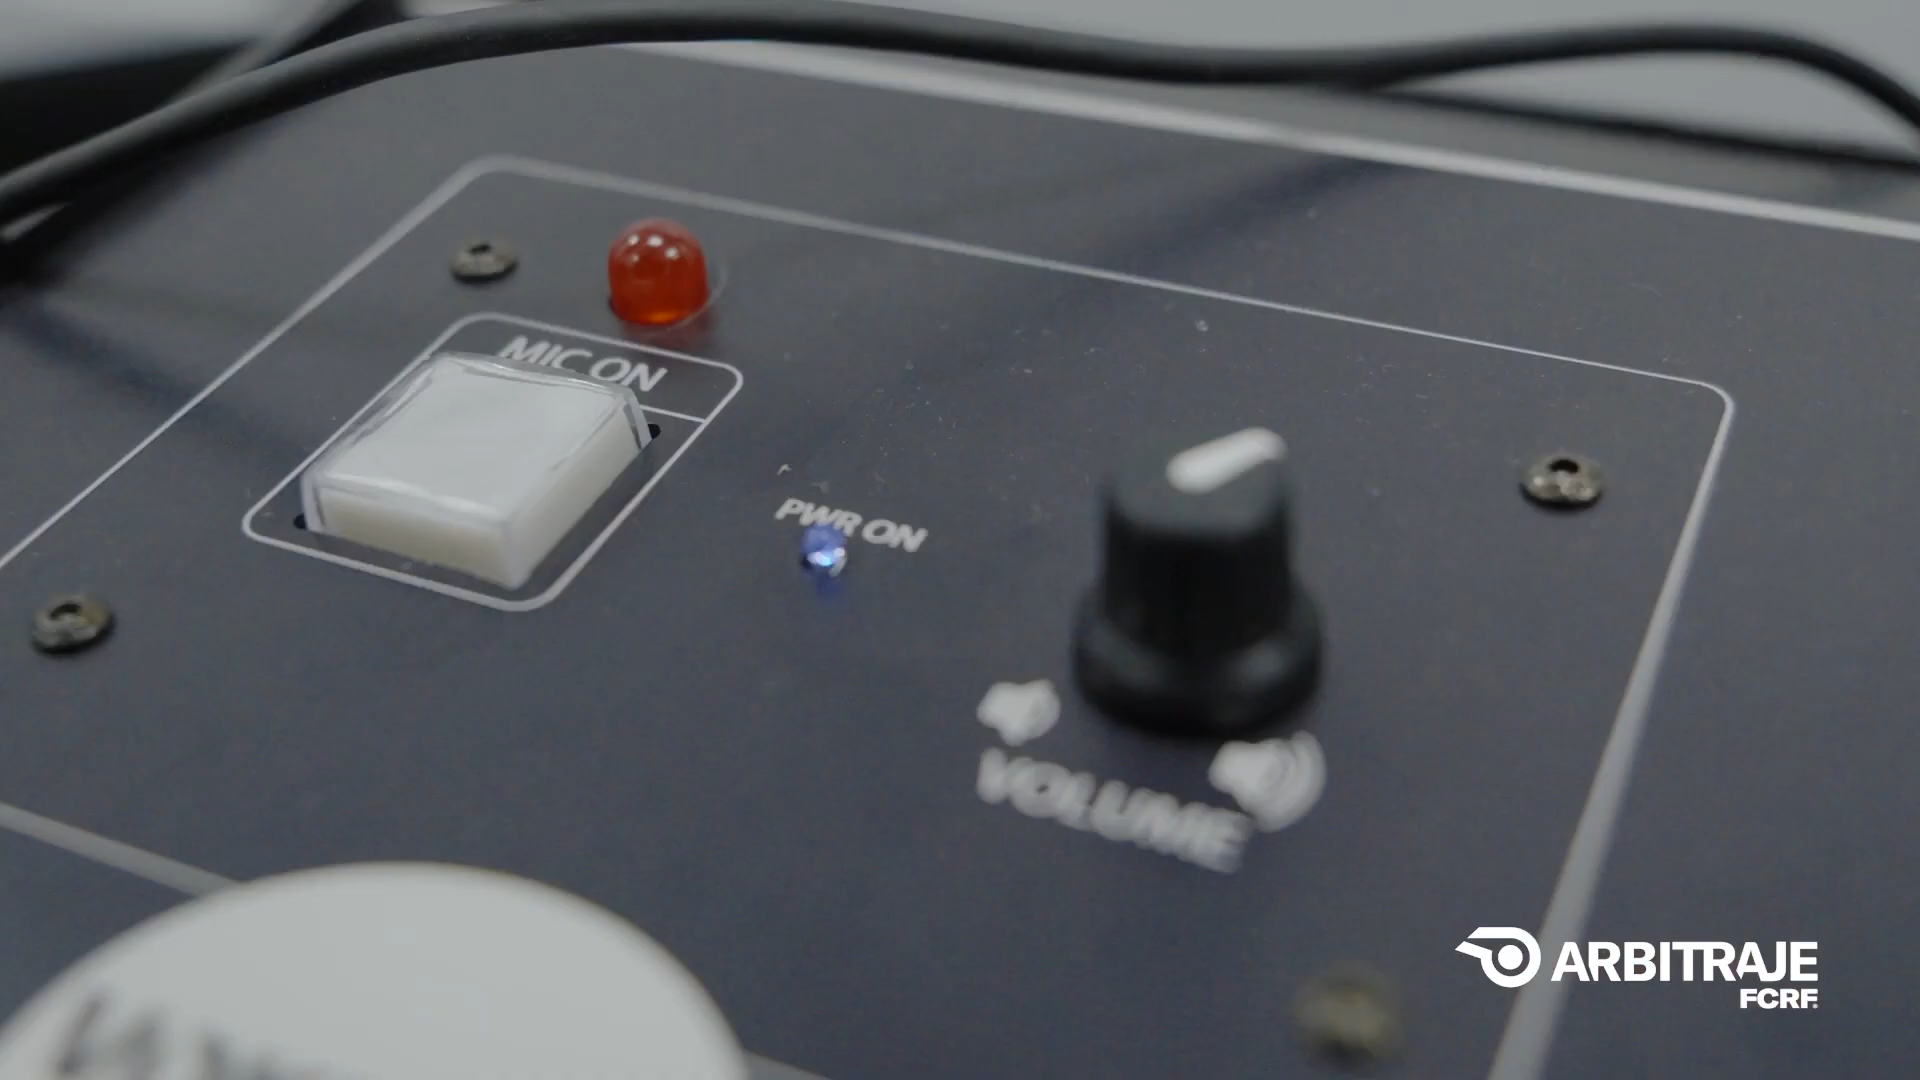 MIC ON
PWR ON
VOLUME
ARBITRAJE
FCRF